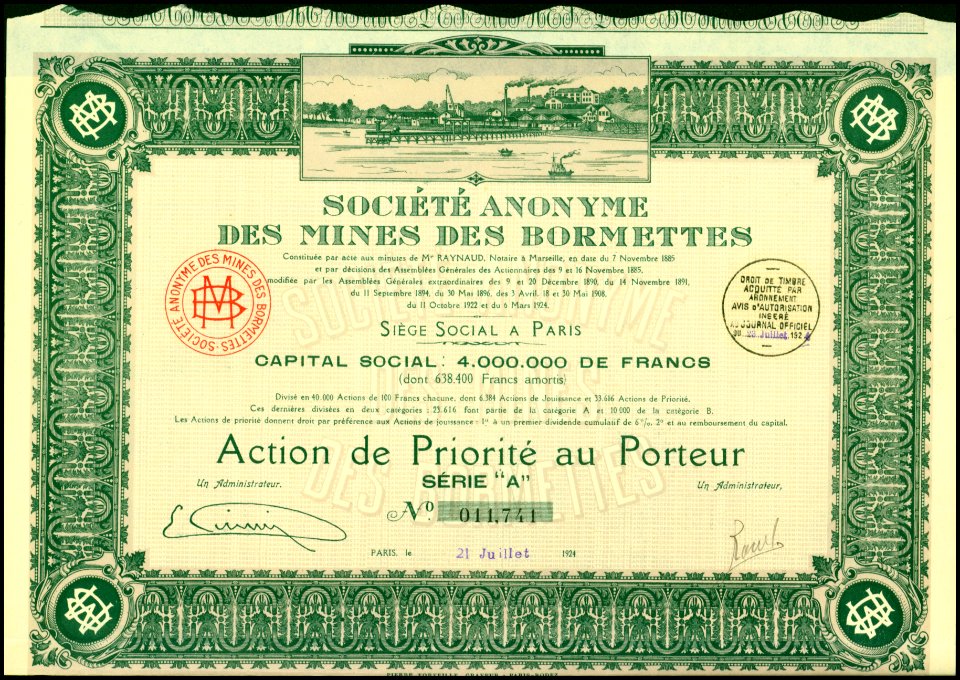 SOCIÉTÉ ANONYME
DES MINES DES BORMETTES
Constituée par acte aux minutes de Me RAYNAUD, Notaire à Marseille, en date du 7 Novembre 1885
et par décisions des Assemblées Générales des Actionnaires des 9 et 16 Novembre 1885,
modifiée par les Assemblées Générales extraordinaires des 9 et 20 Décembre 1890, du 14 Novembre 1891,
du 11 Septembre 1894, du 30 Mai 1896, des 3 Avril, 18 et 30 Mai 1908,
du 11 Octobre 1922 et du 6 Mars 1924.
SIÈGE SOCIAL A PARIS
CAPITAL SOCIAL: 4.000.000 DE FRANCS
(dont 638.400 Francs amortis)
Divisé en 40.000 Actions de 100 Francs chacune, dont 6.384 Actions de Jouissance et 33.616 Actions de Priorité.
Ces dernières divisées en deux catégories : 23.616 font partie de la catégorie A et 10.000 de la catégorie B.
Les Actions de priorité donnent droit par préférence aux Actions de jouissance : 1° à un premier dividende cumulatif de 6%, 2° et au remboursement du capital.
SOCIÉTÉ ANONYME DES MINES DES BORMETTES
MB
DROIT DE TIMBRE
ACQUITTÉ PAR
ABONNEMENT
AVIS D'AUTORISATION
INSÉRÉ
AU JOURNAL OFFICIEL
DU 23 Juillet 1924
Action de Priorité au Porteur
SÉRIE "A"
Un Administrateur.
Un Administrateur,
No 011,741
PARIS, le 21 Juillet 1924
PIERRE FORVEILLE, GRAVEUR - PARIS-RODEZ